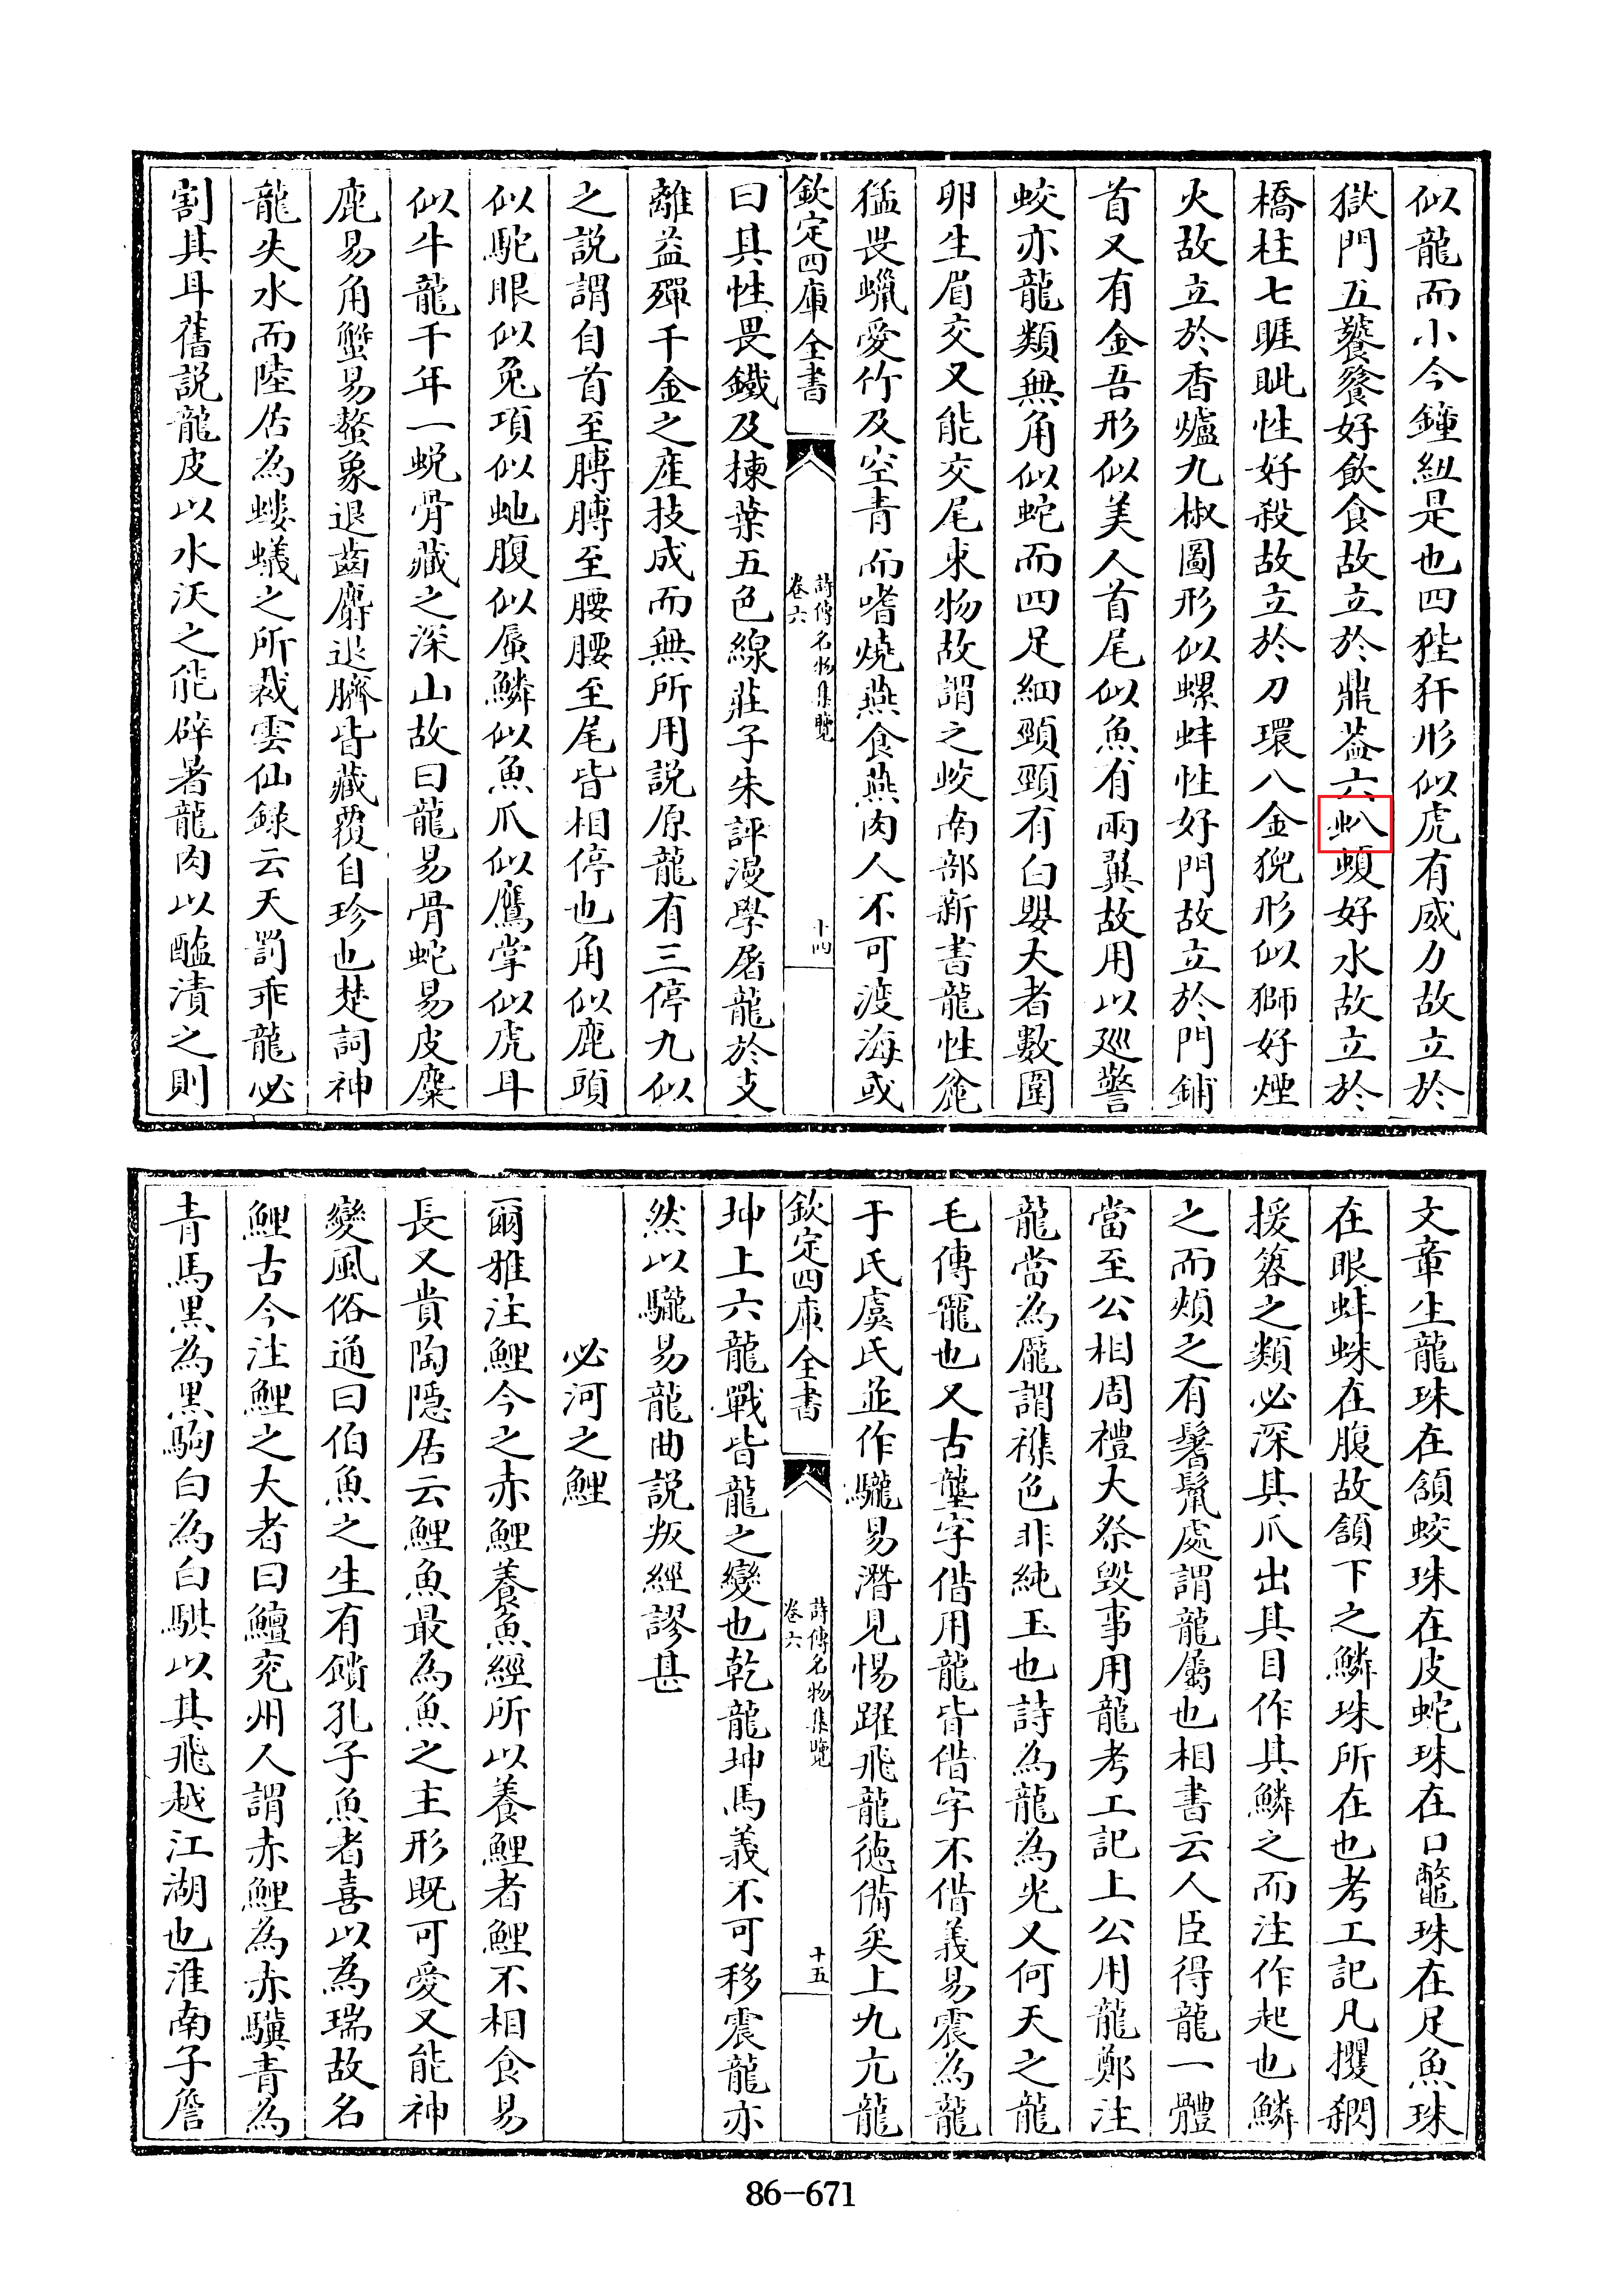 似龍而小今鐘紐是也四狴犴形似虎有威力故立於
獄門五饕餮好飲食故立於鼎葢六𧈢蝮好水故立於
橋柱七睚眦性好殺故立於刀環八金猊形似獅好煙
火故立於香爐九椒圖形似螺蚌性好門故立於門鋪
首又有金吾形似美人首尾似魚有兩翼故用以廵警
蛟亦龍類無角似蛇而四足細頸頸有白嬰大者數圍
卵生眉交又能交尾束物故謂之蛟南部新書龍性麄
猛畏蠟愛竹及空青而嗜燒燕食燕肉人不可渡海或
欽定四庫全書
詩傳名物集覽
卷六
十四
曰其性畏鐵及楝葉五色線莊子朱評漫學屠龍於支
離益殫千金之產技成而無所用説原龍有三停九似
之説謂自首至膊膊至腰腰至尾皆相停也角似鹿頭
似駝眼似兔項似虵腹似蜃鱗似魚爪似鷹掌似虎耳
似牛龍千年一蜕骨藏之深山故曰龍易骨蛇易皮麋
鹿易角蟹易螯象退齒麝退臍皆藏覆自珍也楚詞神
龍失水而陸居為螻蟻之所裁雲仙錄云天罰乖龍必
割其耳舊説龍皮以水沃之能辟暑龍肉以醢漬之則
文章生龍珠在頷蛟珠在皮蛇珠在口鼈珠在足魚珠
在眼蚌蛛在腹故頷下之鱗珠所在也考工記凡攫閷
援簭之類必深其爪出其目作其鱗之而注作起也鱗
之而頰之有鬐鬛處謂龍屬也相書云人臣得龍一體
當至公相周禮大祭毁事用龍考工記上公用龍鄭注
龍當為尨謂襍色非純玉也詩為龍為光又何天之龍
毛傳寵也又古壟字借用龍皆借字不借義易震為龍
于氏虞氏並作駹易潛見惕躍飛龍徳備矣上九亢龍
欽定四庫全書
詩傳名物集覽
卷六
十五
坤上六龍戰皆龍之變也乾龍坤馬義不可移震龍亦
然以駹易龍曲説叛經謬甚
必河之鯉
爾雅注鯉今之赤鯉養魚經所以養鯉者鯉不相食易
長又貴陶隱居云鯉魚最為魚之主形既可愛又能神
變風俗通曰伯魚之生有饋孔子魚者喜以為瑞故名
鯉古今注鯉之大者曰鱣兖州人謂赤鯉為赤驥青為
青馬黒為黒駒白為白騏以其飛越江湖也淮南子詹
86-671